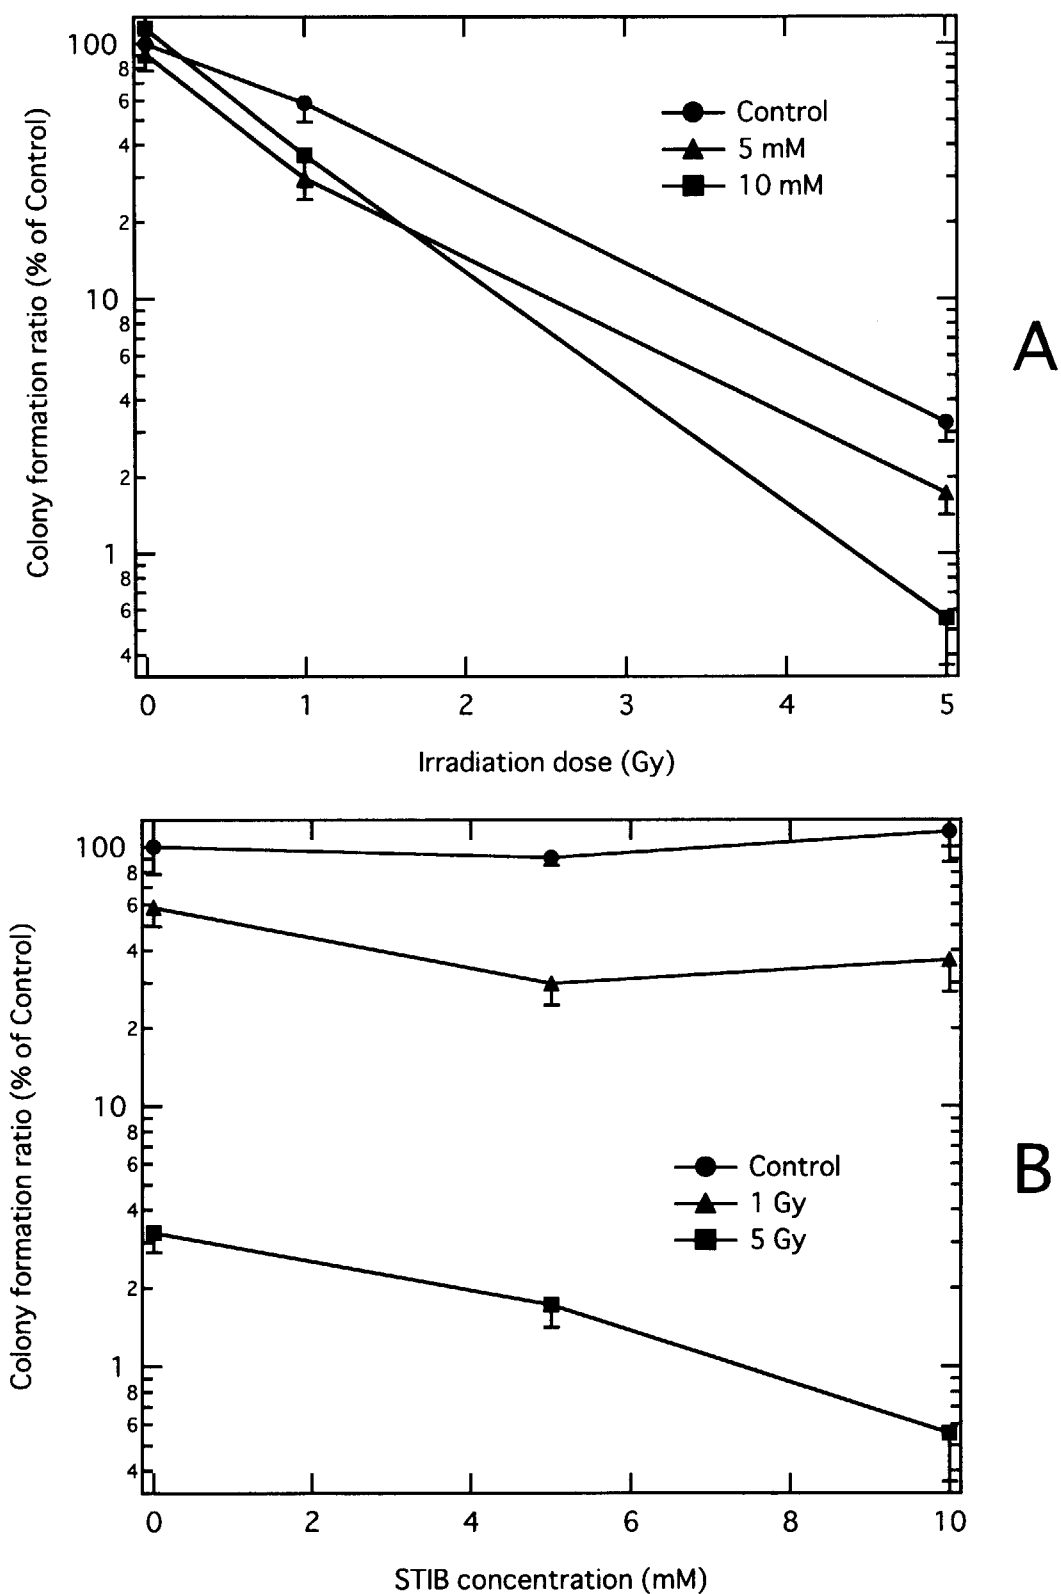 100
8
6
4
2
10
8
6
4
2
1
8
6
4
Colony formation ratio (% of Control)
Control
5 mM
10 mM
A
0 1 2 3 4 5
Irradiation dose (Gy)
100
8
6
4
2
10
8
6
4
2
1
8
6
4
Colony formation ratio (% of Control)
Control
1 Gy
5 Gy
B
0 2 4 6 8 10
STIB concentration (mM)